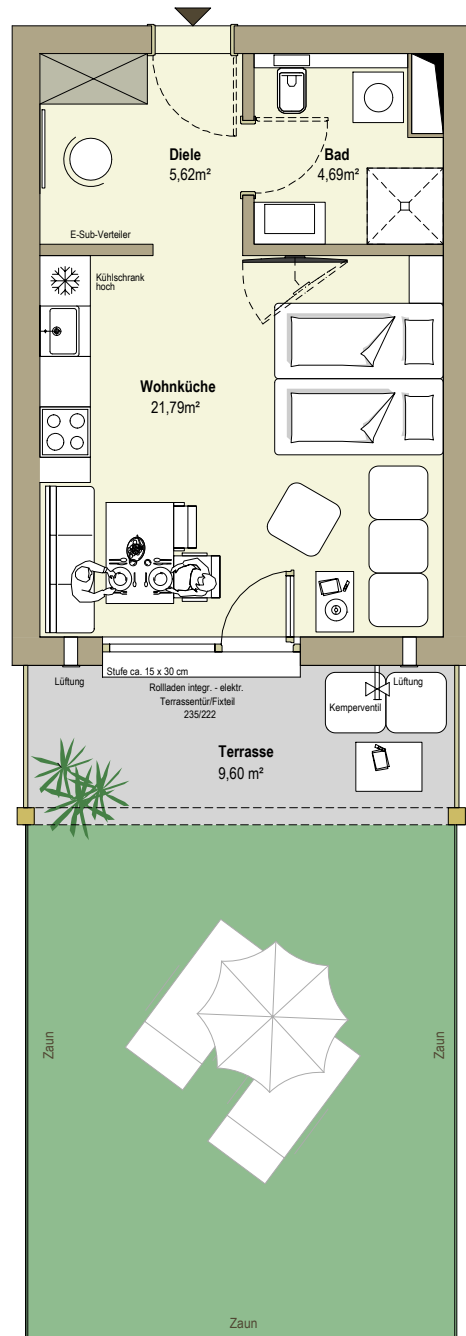 Diele
5,62m²
Bad
4,69m²
E-Sub-Verteiler
Kühlschrank
hoch
Wohnküche
21,79m²
Lüftung
Stufe ca. 15 x 30 cm
Rollladen integr. - elektr.
Terrassentür/Fixteil
235/222
Lüftung
Kemperventil
Terrasse
9,60 m²
Zaun
Zaun
Zaun